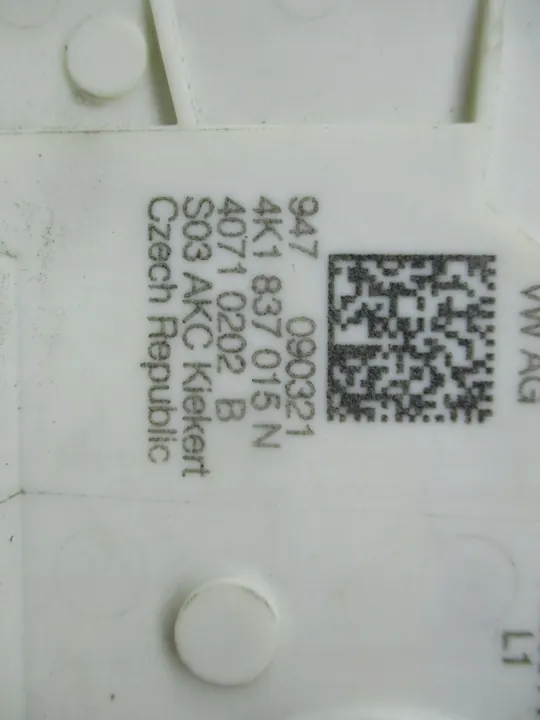 VW AG
947 090321
4K1 837 015 N
4071 0202 B
S03 AKC Kiekert
Czech Republic
L1